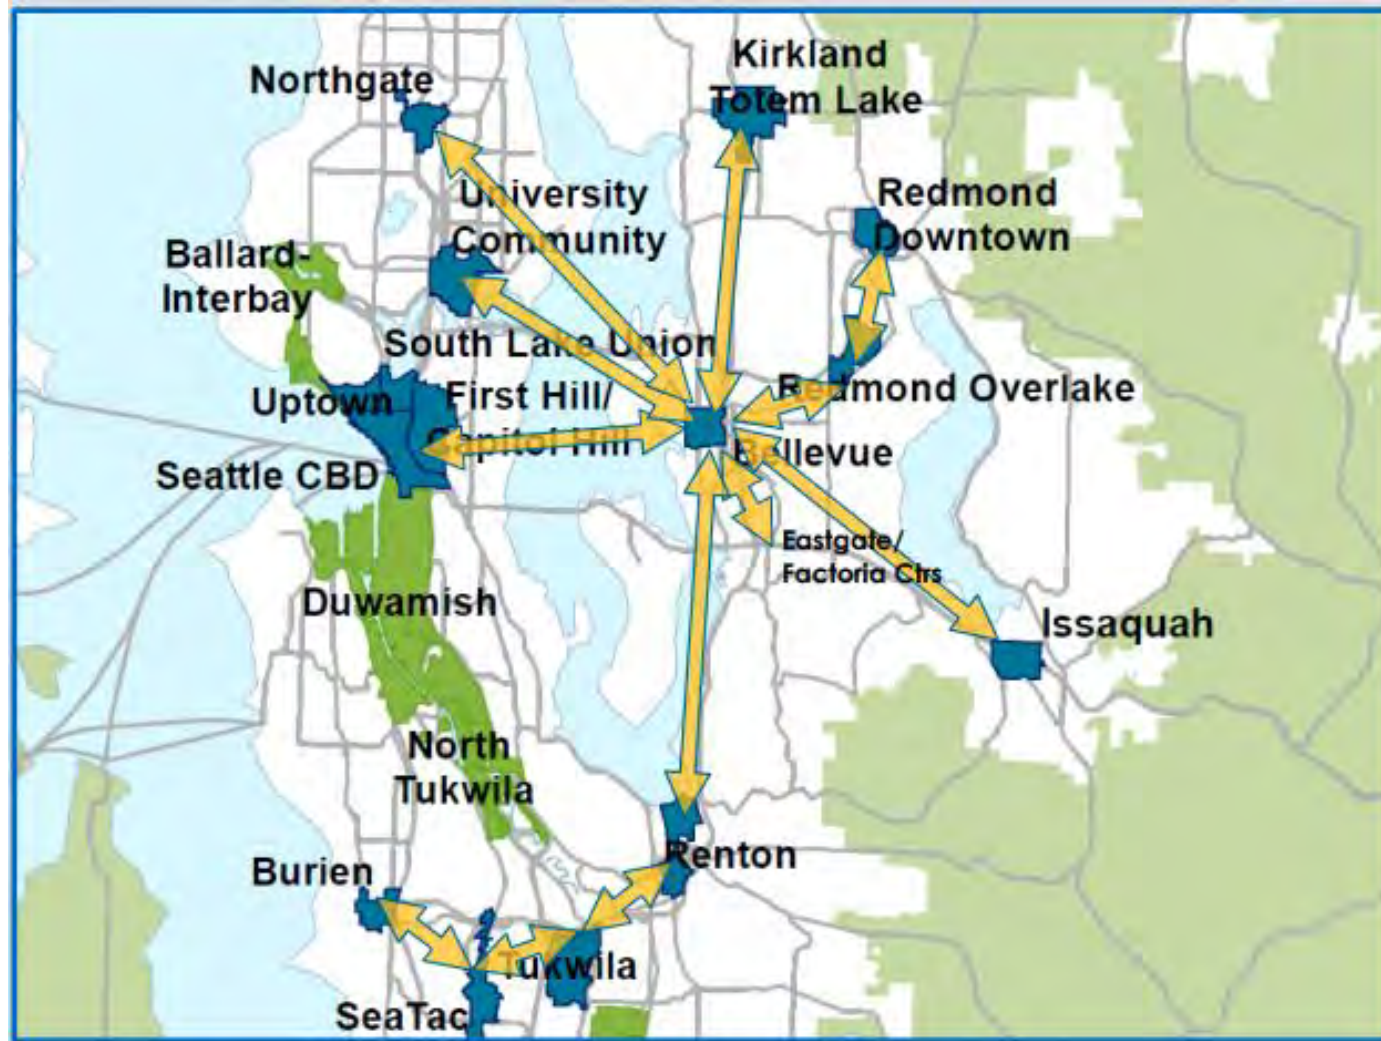 Kirkland
Totem Lake
Northgate
University
Community
Redmond
Downtown
Ballard-
Interbay
South Lake Union
Uptown
First Hill/
Capitol Hill
Redmond Overlake
Bellevue
Seattle CBD
Eastgate/
Factoria Ctrs
Duwamish
Issaquah
North
Tukwila
Renton
Burien
Tukwila
SeaTac